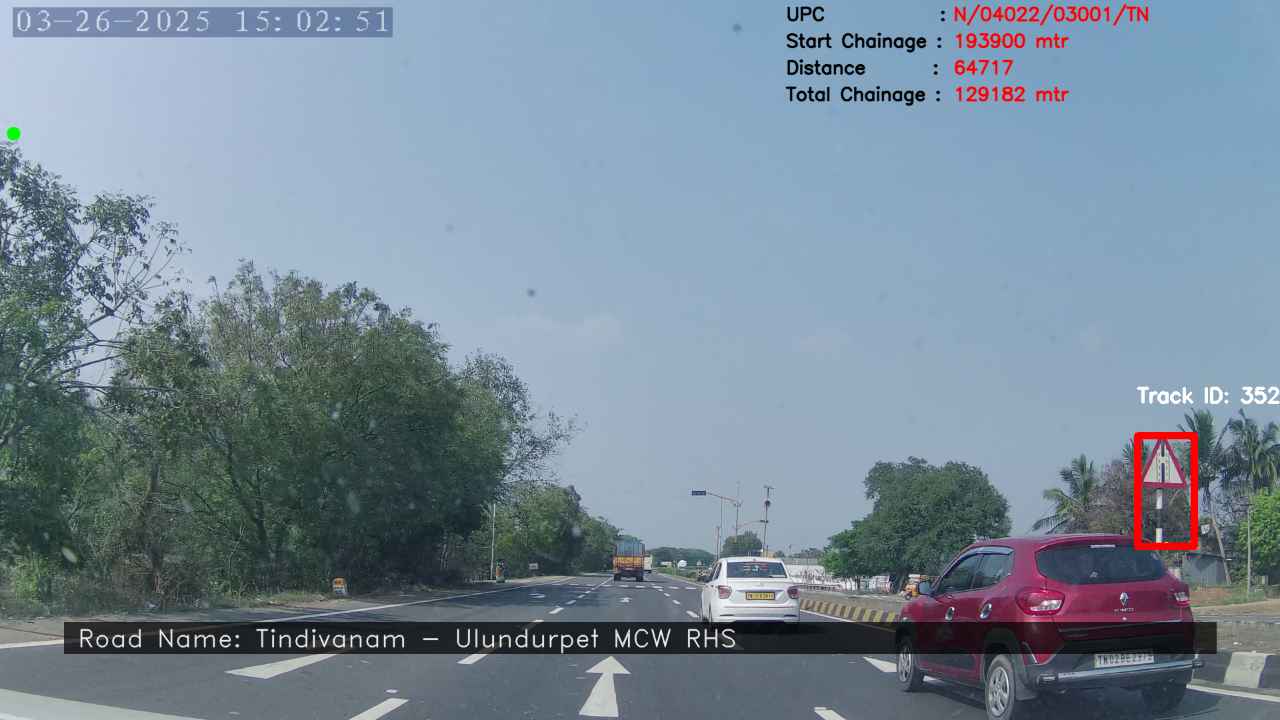 03-26-2025 15:02:51
UPC : N/04022/03001/TN
Start Chainage : 193900 mtr
Distance : 64717
Total Chainage : 129182 mtr
Track ID: 352
Road Name: Tindivanam - Ulundurpet MCW RHS